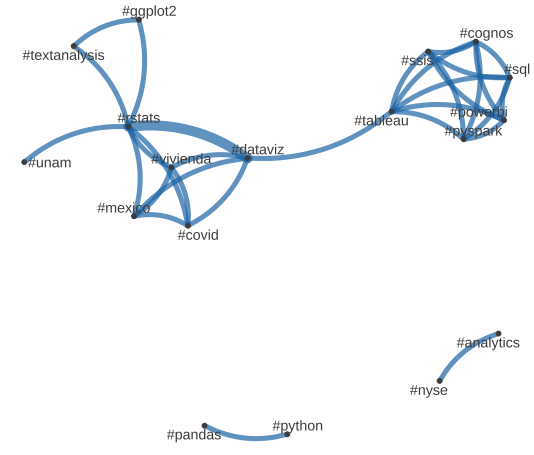 #ggplot2
#textanalysis
#cognos
#ssis
#sql
#rstats
#tableau
#powerbi
#pyspark
#unam
#vivienda
#dataviz
#mexico
#covid
#analytics
#nyse
#pandas
#python